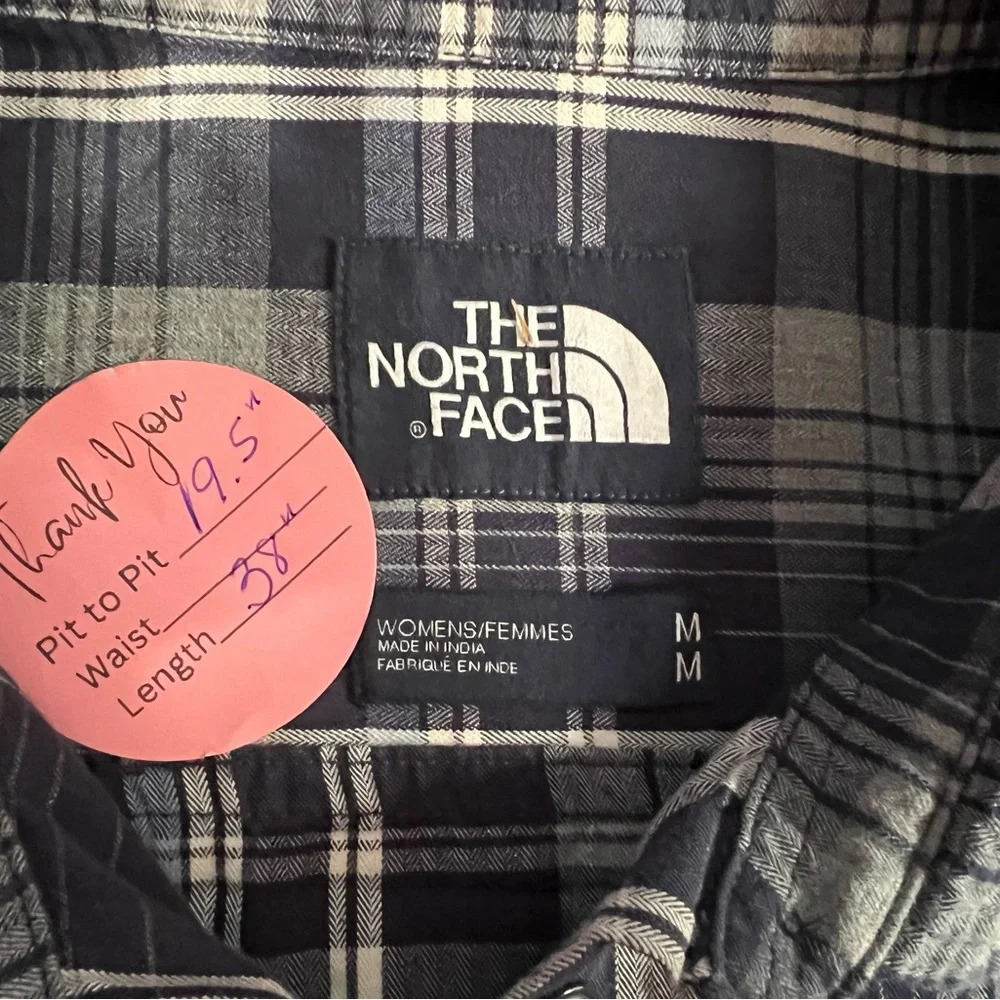 THE
NORTH
FACE
®
WOMENS/FEMMES M
MADE IN INDIA
FABRIQUÉ EN INDE M
Thank You
Pit to Pit 19.5"
Waist
Length 38"